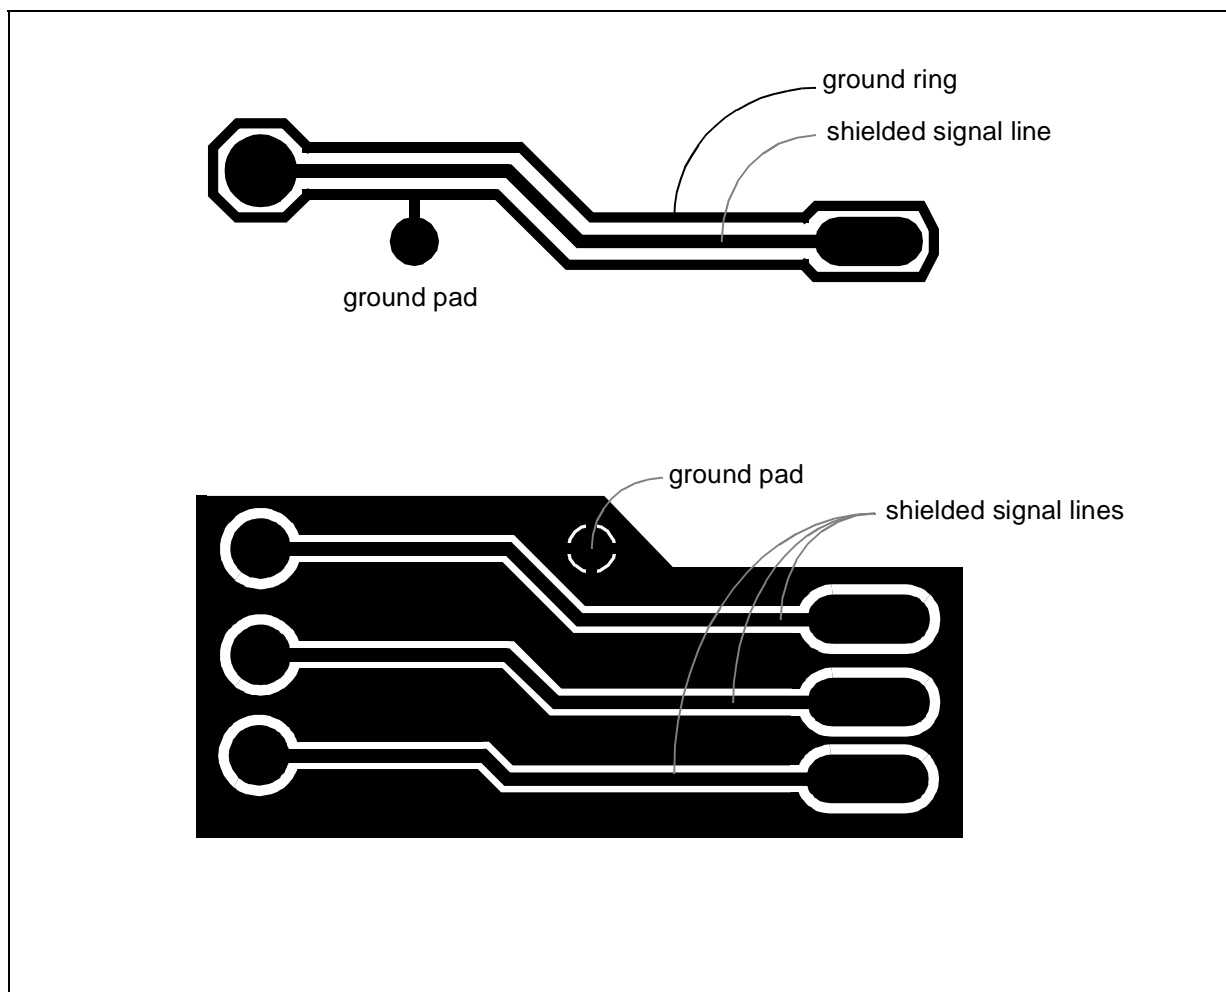 ground ring
shielded signal line
ground pad
ground pad
shielded signal lines